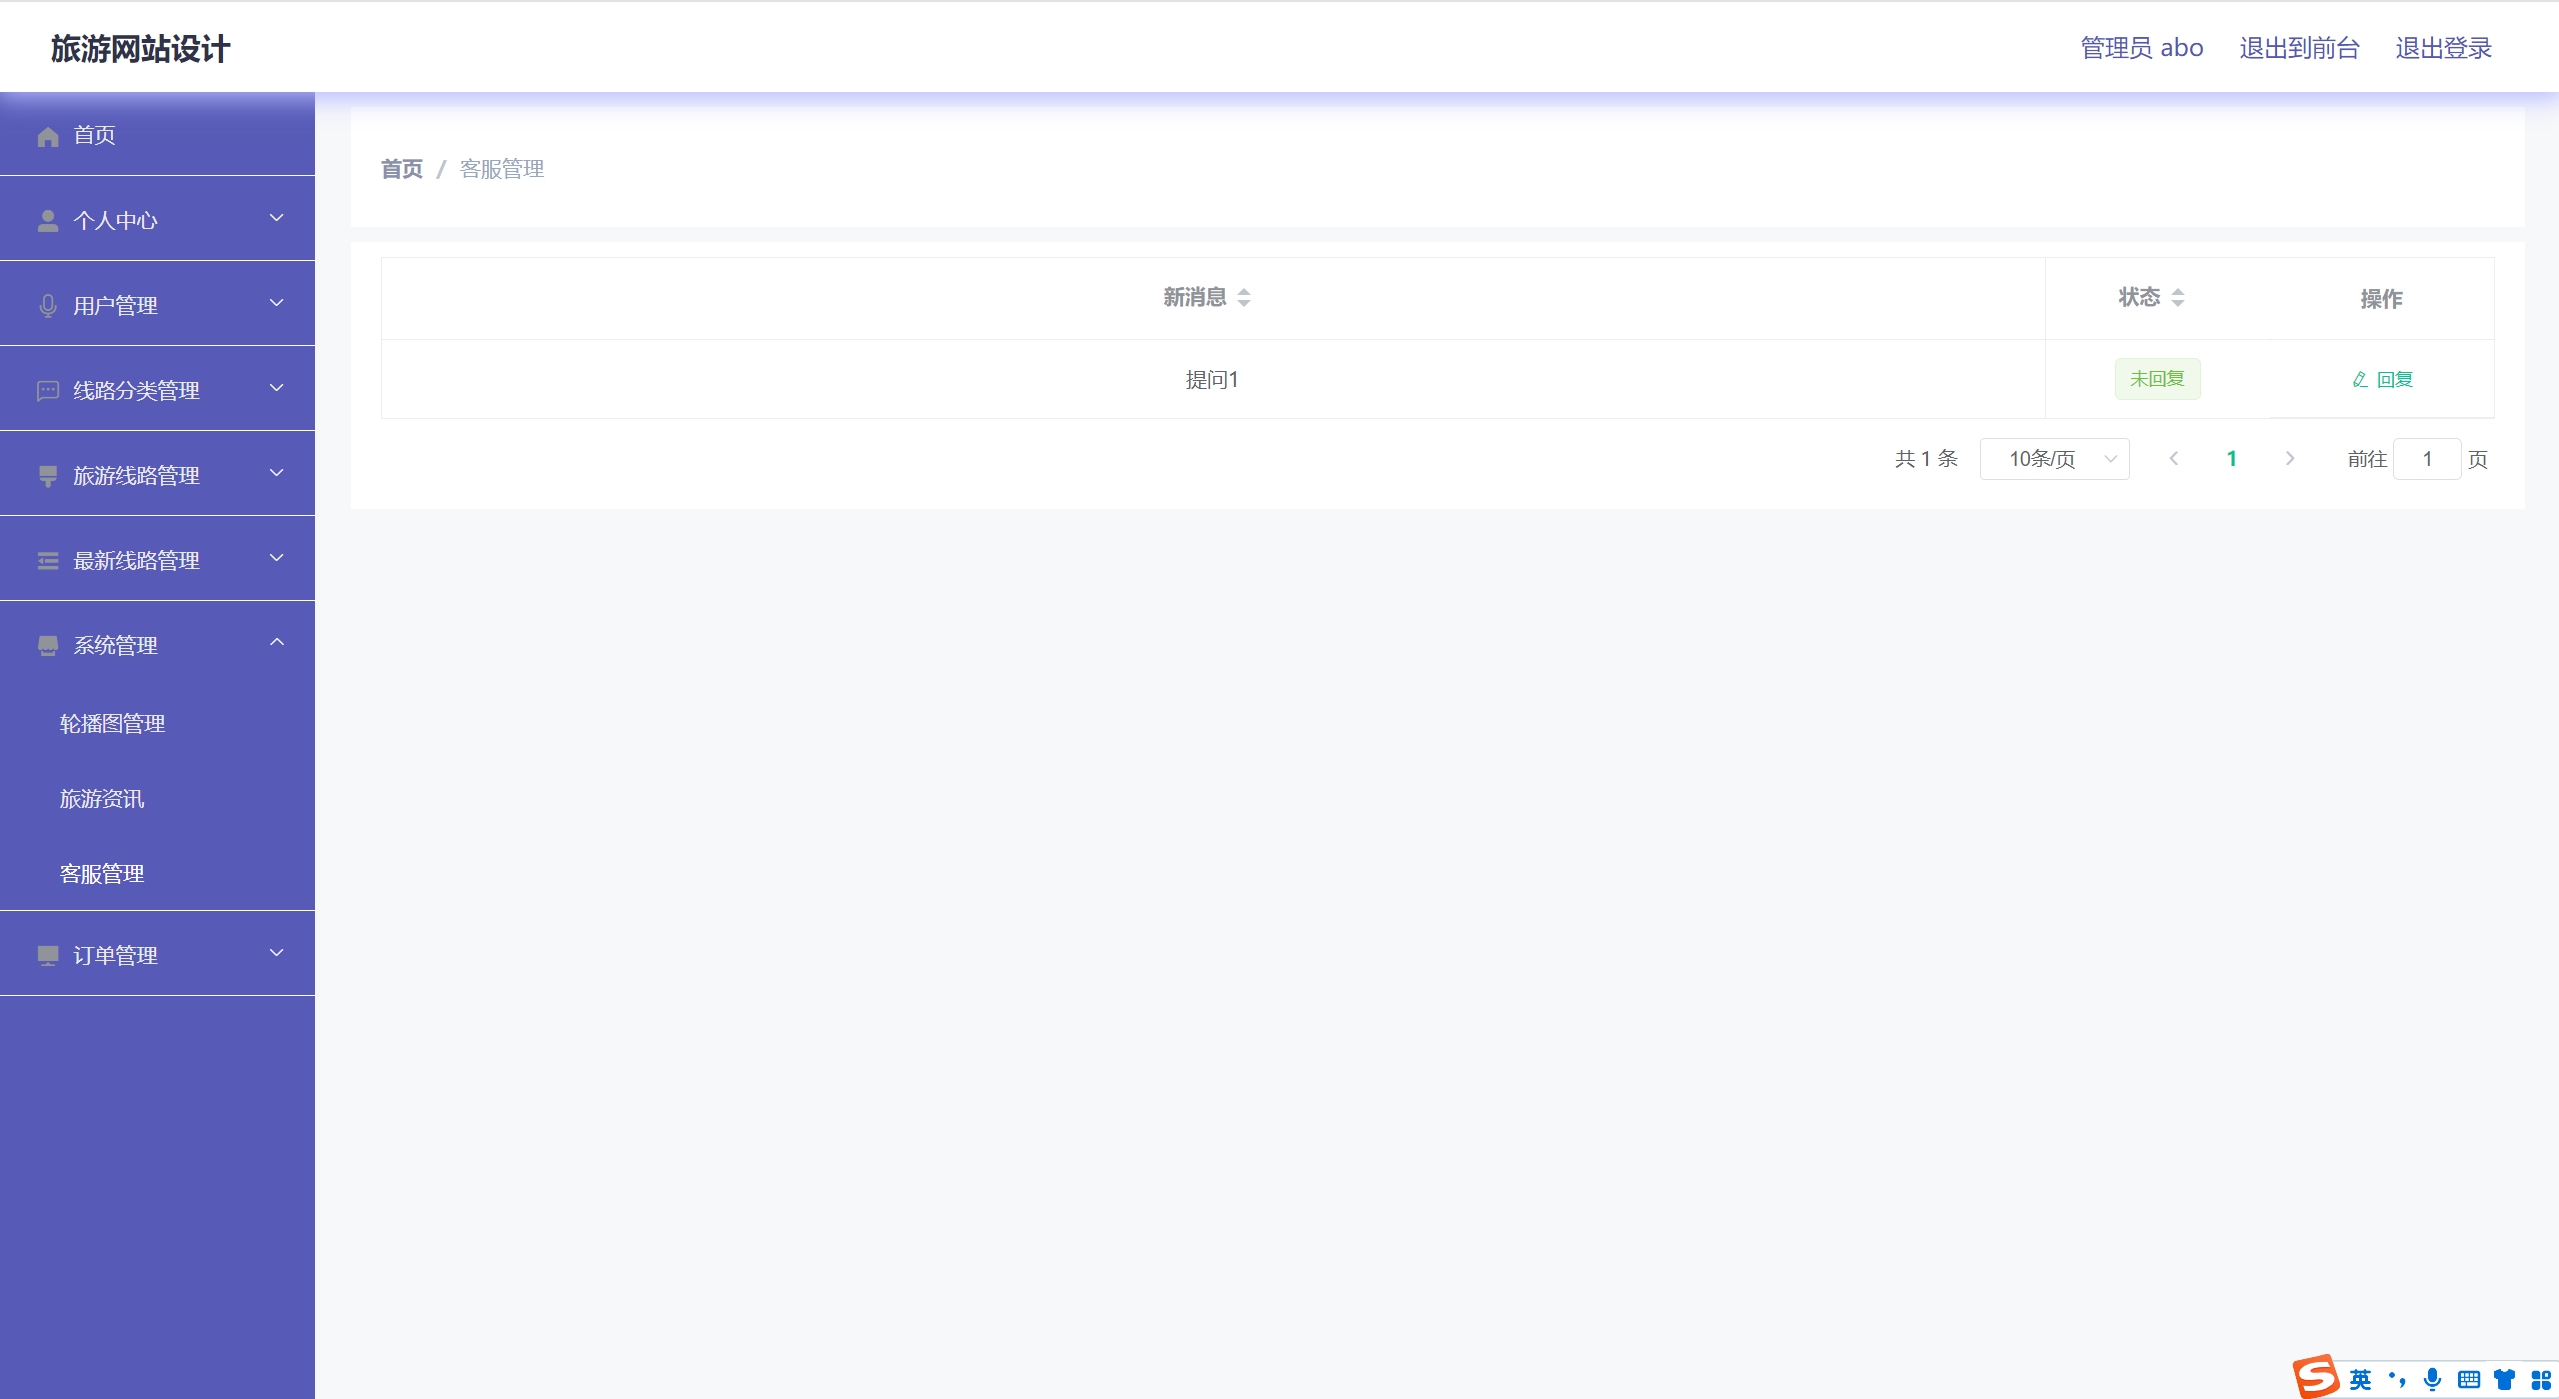 旅游网站设计
管理员 abo 退出到前台 退出登录
首页
个人中心
用户管理
线路分类管理
旅游线路管理
最新线路管理
系统管理
轮播图管理
旅游资讯
客服管理
订单管理
首页 / 客服管理
新消息 状态 操作
提问1 未回复 回复
共 1 条 10条/页 1 前往 1 页
英